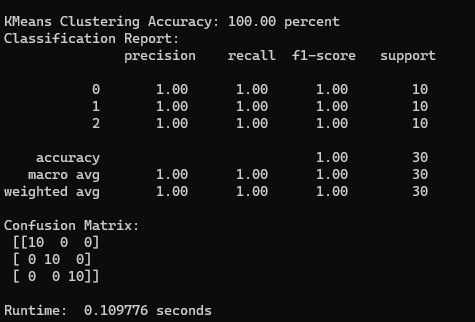 KMeans Clustering Accuracy: 100.00 percent
Classification Report:
              precision    recall  f1-score   support

           0       1.00      1.00      1.00        10
           1       1.00      1.00      1.00        10
           2       1.00      1.00      1.00        10

    accuracy                           1.00        30
   macro avg       1.00      1.00      1.00        30
weighted avg       1.00      1.00      1.00        30

Confusion Matrix:
 [[10  0  0]
 [ 0 10  0]
 [ 0  0 10]]

Runtime:  0.109776 seconds